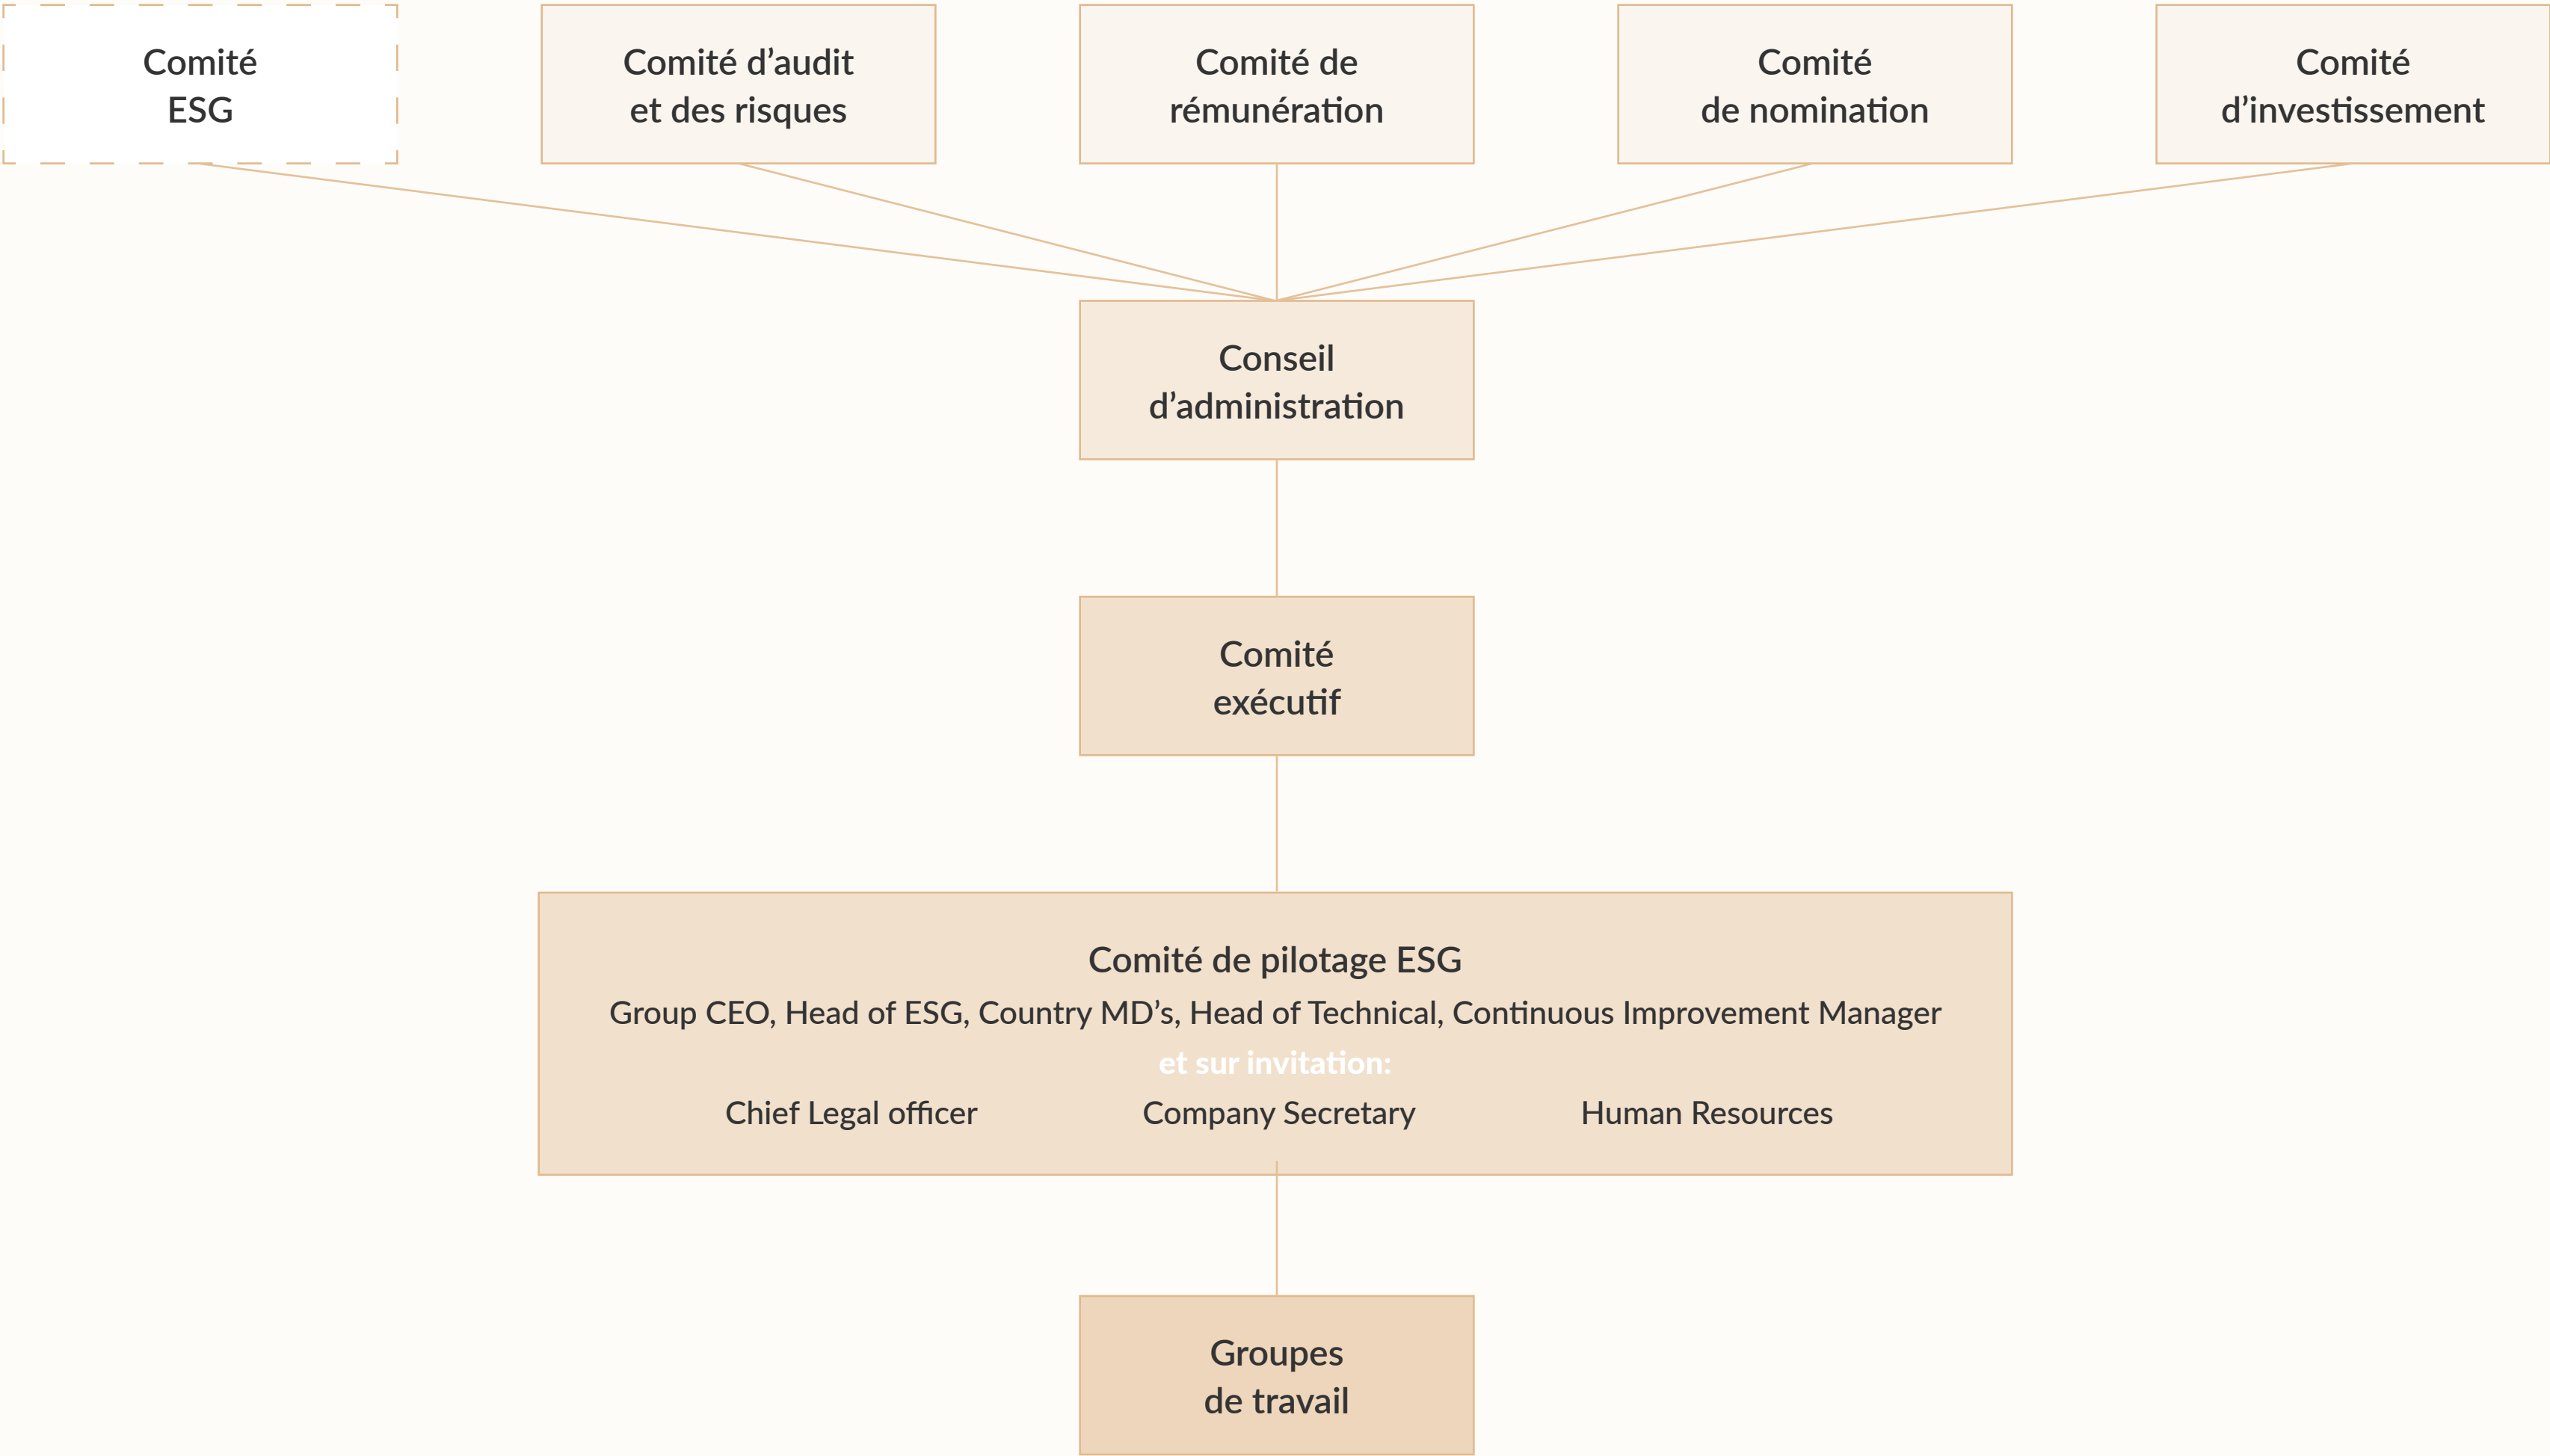 Comité
ESG
Comité d’audit
et des risques
Comité de
rémunération
Comité
de nomination
Comité
d’investissement
Conseil
d’administration
Comité
exécutif
Comité de pilotage ESG
Group CEO, Head of ESG, Country MD’s, Head of Technical, Continuous Improvement Manager
et sur invitation:
Chief Legal officer
Company Secretary
Human Resources
Groupes
de travail